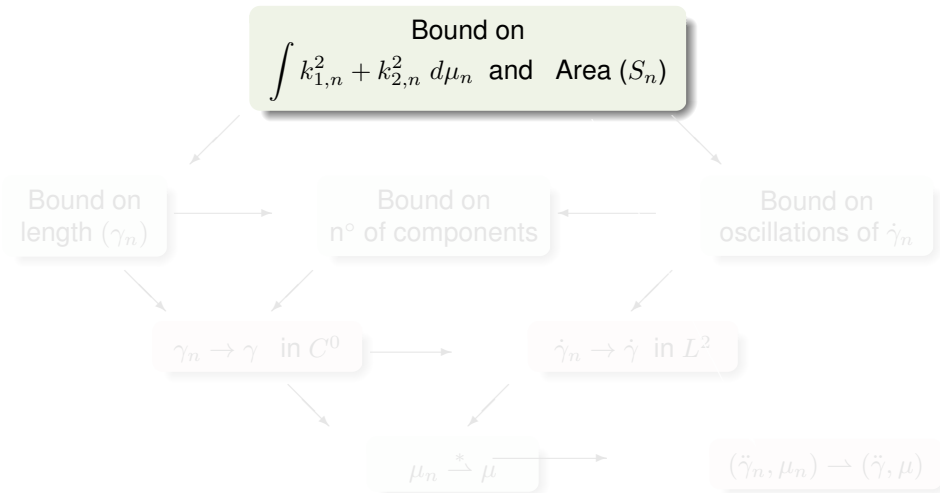 Bound on
∫ k²₁,ₙ + k²₂,ₙ dμₙ and Area (Sₙ)
Bound on
length (γₙ)
Bound on
n° of components
Bound on
oscillations of γ̇ₙ
γₙ → γ in C⁰
γ̇ₙ → γ̇ in L²
μₙ ⇀* μ
(γ̈ₙ, μₙ) ⇀ (γ̈, μ)